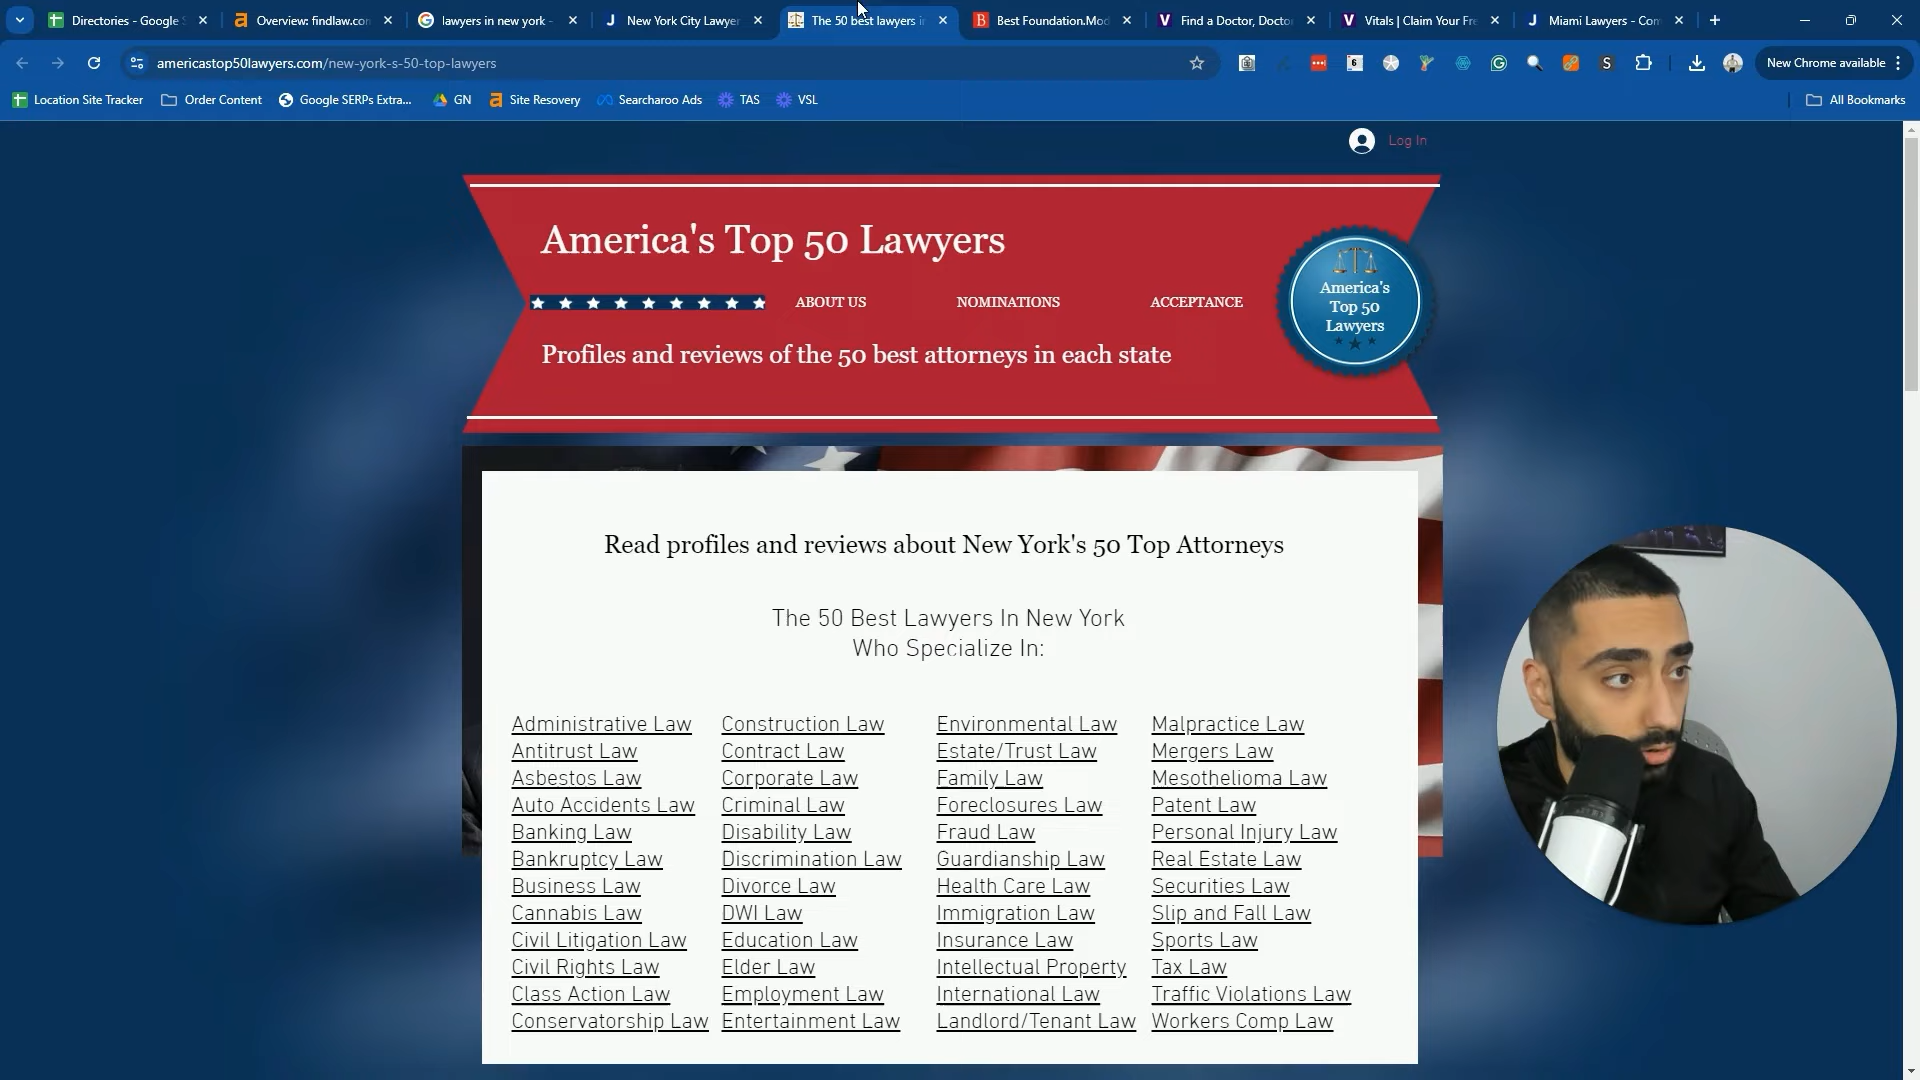 Directories - Google S
Overview: findlaw.com
lawyers in new york -
New York City Lawyer
The 50 best lawyers in
Best Foundation.Mod
Find a Doctor, Docto
Vitals | Claim Your Fre
Miami Lawyers - Com
americastop50lawyers.com/new-york-s-50-top-lawyers
New Chrome available
Location Site Tracker
Order Content
Google SERPs Extra...
GN
Site Recovery
Searcharoo Ads
TAS
VSL
All Bookmarks
Log In
America's Top 50 Lawyers
ABOUT US
NOMINATIONS
ACCEPTANCE
America's
Top 50
Lawyers
Profiles and reviews of the 50 best attorneys in each state
Read profiles and reviews about New York's 50 Top Attorneys
The 50 Best Lawyers In New York
Who Specialize In:
Administrative Law
Antitrust Law
Asbestos Law
Auto Accidents Law
Banking Law
Bankruptcy Law
Business Law
Cannabis Law
Civil Litigation Law
Civil Rights Law
Class Action Law
Conservatorship Law
Construction Law
Contract Law
Corporate Law
Criminal Law
Disability Law
Discrimination Law
Divorce Law
DWI Law
Education Law
Elder Law
Employment Law
Entertainment Law
Environmental Law
Estate/Trust Law
Family Law
Foreclosures Law
Fraud Law
Guardianship Law
Health Care Law
Immigration Law
Insurance Law
Intellectual Property
International Law
Landlord/Tenant Law
Malpractice Law
Mergers Law
Mesothelioma Law
Patent Law
Personal Injury Law
Real Estate Law
Securities Law
Slip and Fall Law
Sports Law
Tax Law
Traffic Violations Law
Workers Comp Law